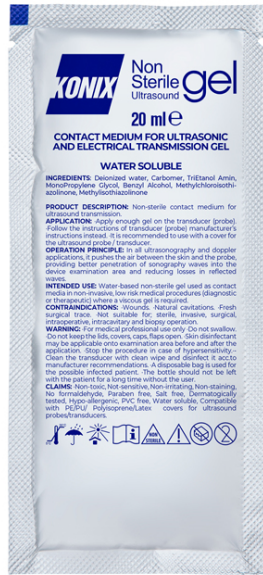 KONIX
Non
Sterile
Ultrasound
gel
20 ml e
CONTACT MEDIUM FOR ULTRASONIC
AND ELECTRICAL TRANSMISSION GEL
WATER SOLUBLE
INGREDIENTS: Deionized water, Carbomer, TriEtanol Amin,
MonoPropylene Glycol, Benzyl Alcohol, Methylchloroisothi-
azolinone, Methylisothiazolinone
PRODUCT DESCRIPTION: Non-sterile contact medium for
ultrasound transmission.
APPLICATION: -Apply enough gel on the transducer (probe).
-Follow the instructions of transducer (probe) manufacturer's
instructions instead. -It is recommended to use with a cover for
the ultrasound probe / transducer.
OPERATION PRINCIPLE: In all ultrasonography and doppler
applications, it pushes the air between the skin and the probe,
providing better penetration of sonography waves into the
device examination area and reducing losses in reflected
waves.
INTENDED USE: Water-based non-sterile gel used as contact
media in non-invasive, low risk medical procedures (diagnostic
or therapeutic) where a viscous gel is required.
CONTRAINDICATIONS: -Wounds, Natural cavitations, -Fresh
surgical trace. -Not suitable for; sterile, invasive, surgical,
intraoperative, intracavitary and biopsy operation.
WARNING: -For medical professional use only -Do not swallow.
-Do not keep the lids, covers, caps, flaps open. -Skin disinfectant
may be applicable onto examination area before and after the
application. -Stop the procedure in case of hypersensitivity.-
Clean the transducer with clean wipe and disinfect it acc.to
manufacturer recommendations. A disposable bag is used for
the possible infected patient. -The bottle should not be left
with the patient for a long time without the user.
CLAIMS: Non-toxic, Not-sensitive, Non-irritating, Non-staining,
No formaldehyde, Paraben free, Salt free, Dermatogically
tested, Hypo-allergenic, PVC free, Water soluble, Compatible
with PE/PU/ Polyisoprene/Latex covers for ultrasound
probes/transducers.
NON
STERILE